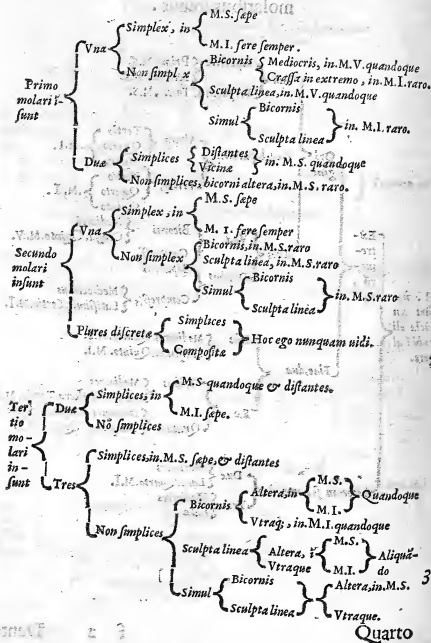 M.S. sæpe
Simplex, in
M.I. fere semper.
Vna
Bicornis
Mediocris, in.M.V.quandoque
Non simpl x
Crassa in extremo, in.M.I.raro.
Primo
Sculpta linea, in.M.V.quandoque
molari ĩ-
Bicornis
sunt
Simul
in. M.I. raro.
Sculpta linea
Distantes
Simplices
in. M.S. quandoque
Duæ
Vicinæ
Non simplices, bicorni altera, in.M.S.raro.
M.S. sæpe
Simplex, in
M. I. fere semper
Vna
Bicornis, in.M.S.raro
Secundo
Non simplex
Sculpta linea, in.M.S.raro
molari
Bicornis
insunt
Simul
in.M.S.raro
Sculpta linea
Simplices
Plures discretæ
Hoc ego nunquam uidi.
Compositæ
M.S quandoque & distantes.
Simplices, in
Ter
Duæ
M.I. sæpe.
tio
Nõ simplices
mo-
lari
in-
Simplices, in.M.S. sæpe, & distantes
sunt
Tres
M.S.
Altera, in
Quandoque
Bicornis
M.I.
Vtraq;, in.M.I.quandoque
Non simplices
M.S.
Altera, ĩ
Sculpta linea
Aliquã-
Vtraque
M.I.
do
3
Bicornis
Altera, in.M.S.
Simul
Sculpta linea
Vtraque.
Quarto